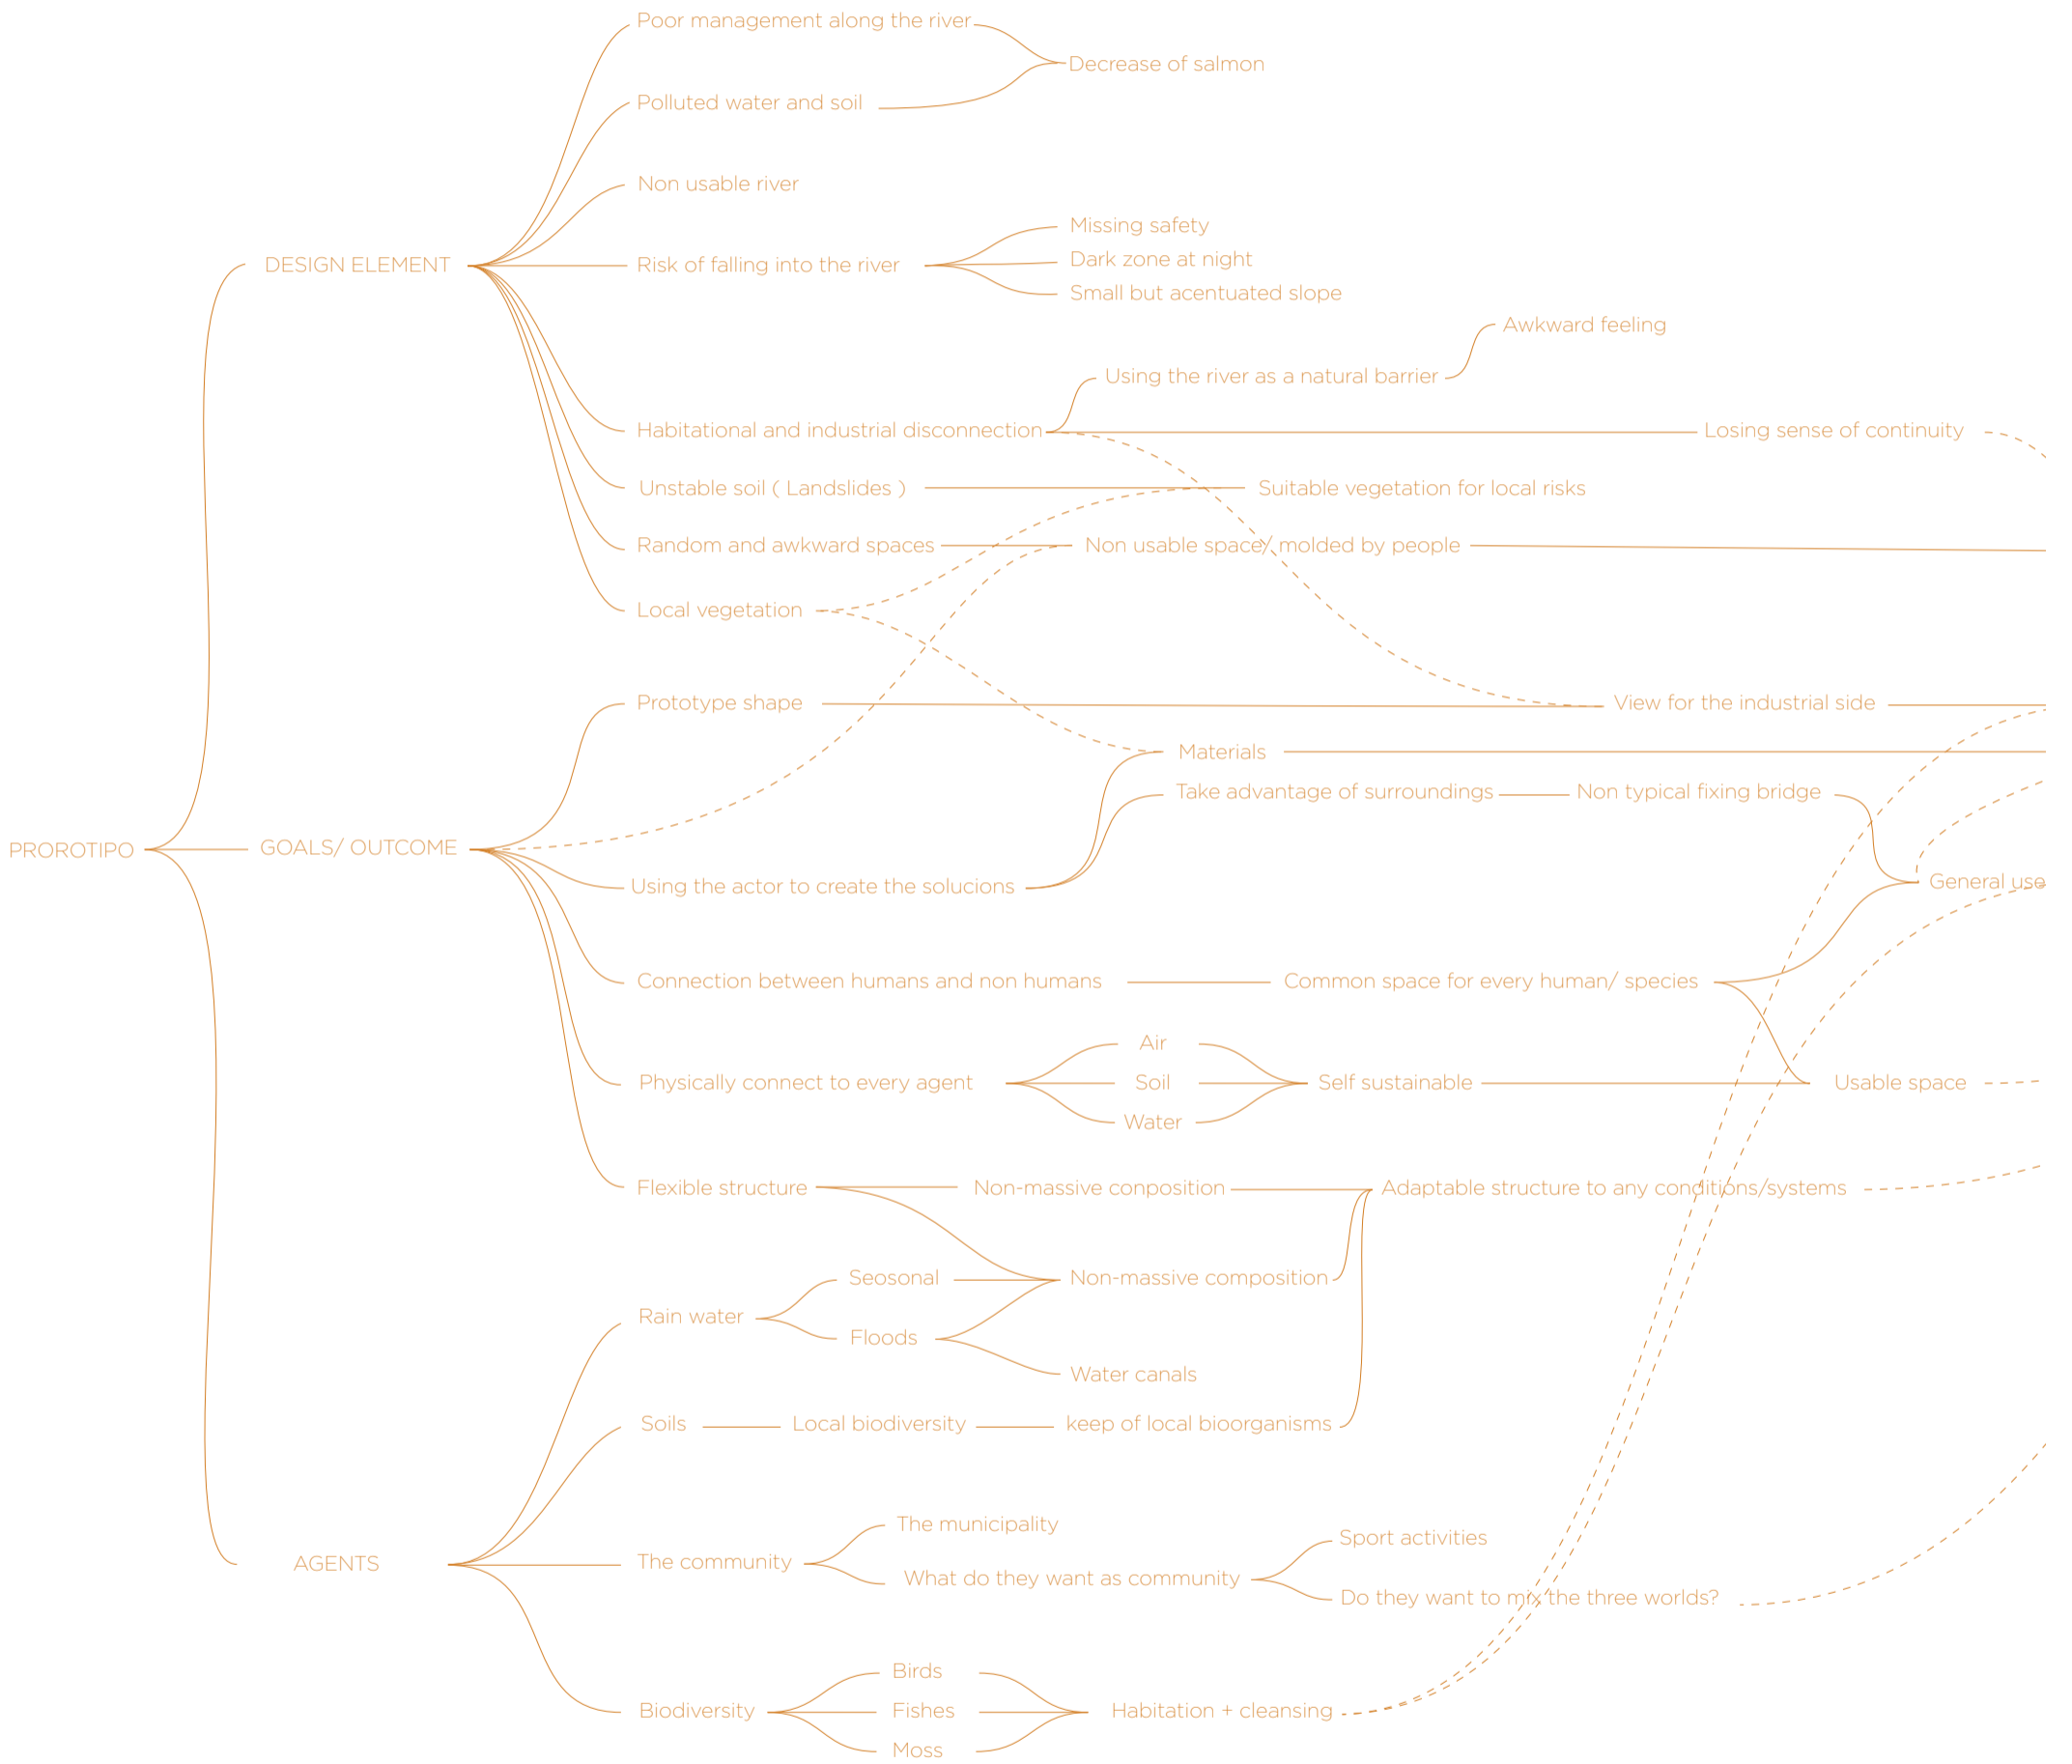 Poor management along the river
Decrease of salmon
Polluted water and soil
Non usable river
Missing safety
DESIGN ELEMENT
Risk of falling into the river
Dark zone at night
Small but acentuated slope
Awkward feeling
Using the river as a natural barrier
Habitational and industrial disconnection
Losing sense of continuity
Unstable soil ( Landslides )
Suitable vegetation for local risks
Random and awkward spaces
Non usable space/ molded by people
Local vegetation
Prototype shape
View for the industrial side
Materials
Take advantage of surroundings
Non typical fixing bridge
PROROTIPO
GOALS/ OUTCOME
Using the actor to create the solucions
General use
Connection between humans and non humans
Common space for every human/ species
Air
Physically connect to every agent
Soil
Self sustainable
Usable space
Water
Flexible structure
Non-massive conposition
Adaptable structure to any conditions/systems
Seosonal
Non-massive composition
Rain water
Floods
Water canals
Soils
Local biodiversity
keep of local bioorganisms
The municipality
Sport activities
AGENTS
The community
What do they want as community
Do they want to mix the three worlds?
Birds
Biodiversity
Fishes
Habitation + cleansing
Moss